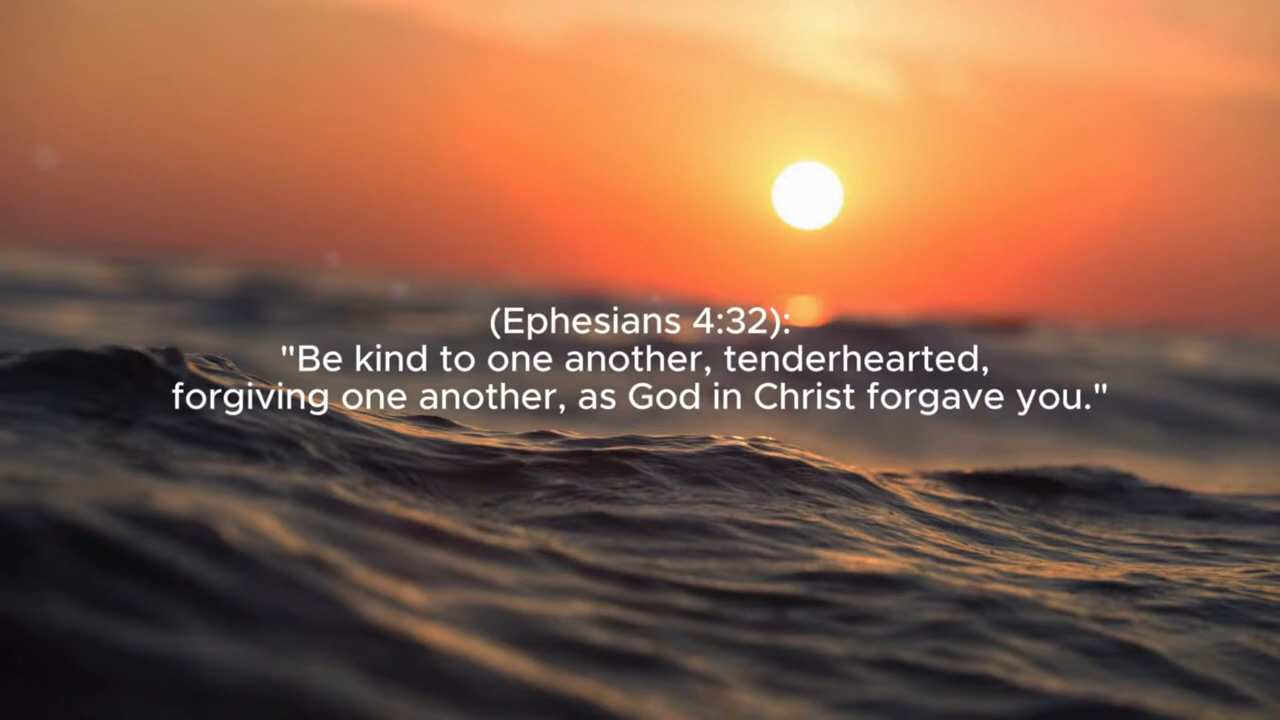 (Ephesians 4:32):
"Be kind to one another, tenderhearted,
forgiving one another, as God in Christ forgave you."